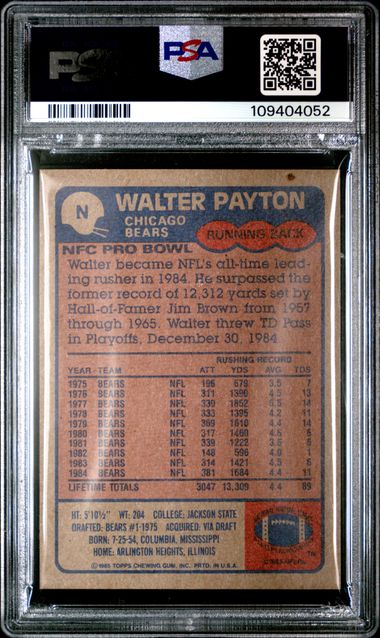 PSA
PSA
109404052
N
WALTER PAYTON
CHICAGO
BEARS
RUNNING BACK
NFC PRO BOWL
Walter became NFL's all-time lead-
ing rusher in 1984. He surpassed the
former record of 12,312 yards set by
Hall-of-Famer Jim Brown from 1957
through 1965. Walter threw TD Pass
in Playoffs, December 30, 1984.
RUSHING RECORD
YEAR TEAM ATT YDS AVG TDS
1975 BEARS NFL 196 679 3.5 7
1976 BEARS NFL 311 1390 4.5 13
1977 BEARS NFL 339 1852 5.5 14
1978 BEARS NFL 333 1395 4.2 11
1979 BEARS NFL 369 1610 4.4 14
1980 BEARS NFL 317 1460 4.6 6
1981 BEARS NFL 339 1222 3.6 6
1982 BEARS NFL 148 596 4.0 1
1983 BEARS NFL 314 1421 4.5 6
1984 BEARS NFL 381 1684 4.4 11
LIFETIME TOTALS 3047 13,309 4.4 89
HT: 5'10½" WT: 204 COLLEGE: JACKSON STATE
DRAFTED: BEARS #1-1975 ACQUIRED: VIA DRAFT
BORN: 7-25-54, COLUMBIA, MISSISSIPPI
HOME: ARLINGTON HEIGHTS, ILLINOIS
© 1985 TOPPS CHEWING GUM, INC. PRTD. IN U.S.A.